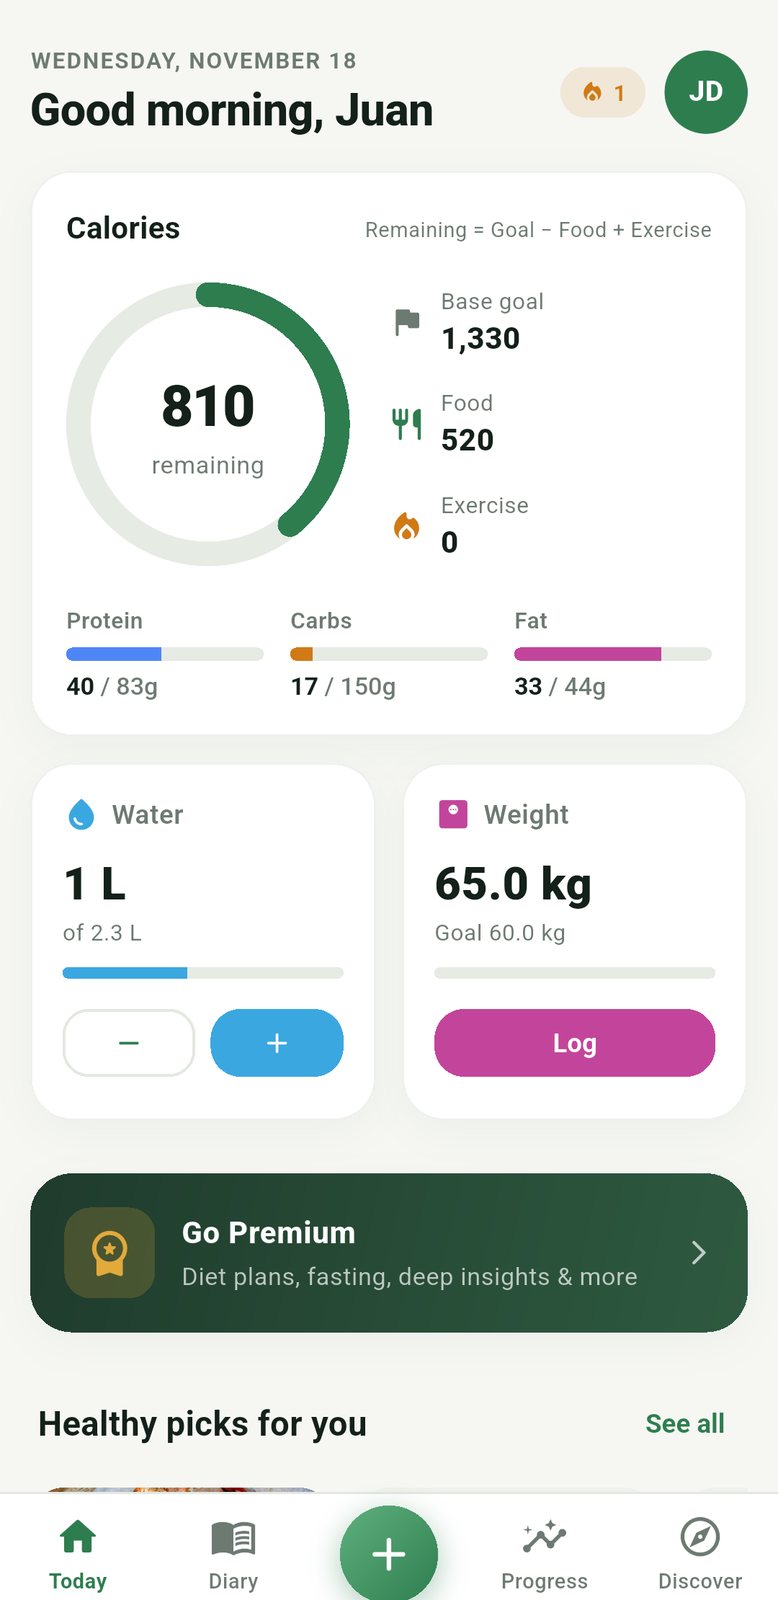 WEDNESDAY, NOVEMBER 18
Good morning, Juan
1
JD
Calories
Remaining = Goal − Food + Exercise
810
remaining
Base goal
1,330
Food
520
Exercise
0
Protein
40 / 83g
Carbs
17 / 150g
Fat
33 / 44g
Water
1 L
of 2.3 L
−
+
Weight
65.0 kg
Goal 60.0 kg
Log
Go Premium
Diet plans, fasting, deep insights & more
Healthy picks for you
See all
Today
Diary
+
Progress
Discover